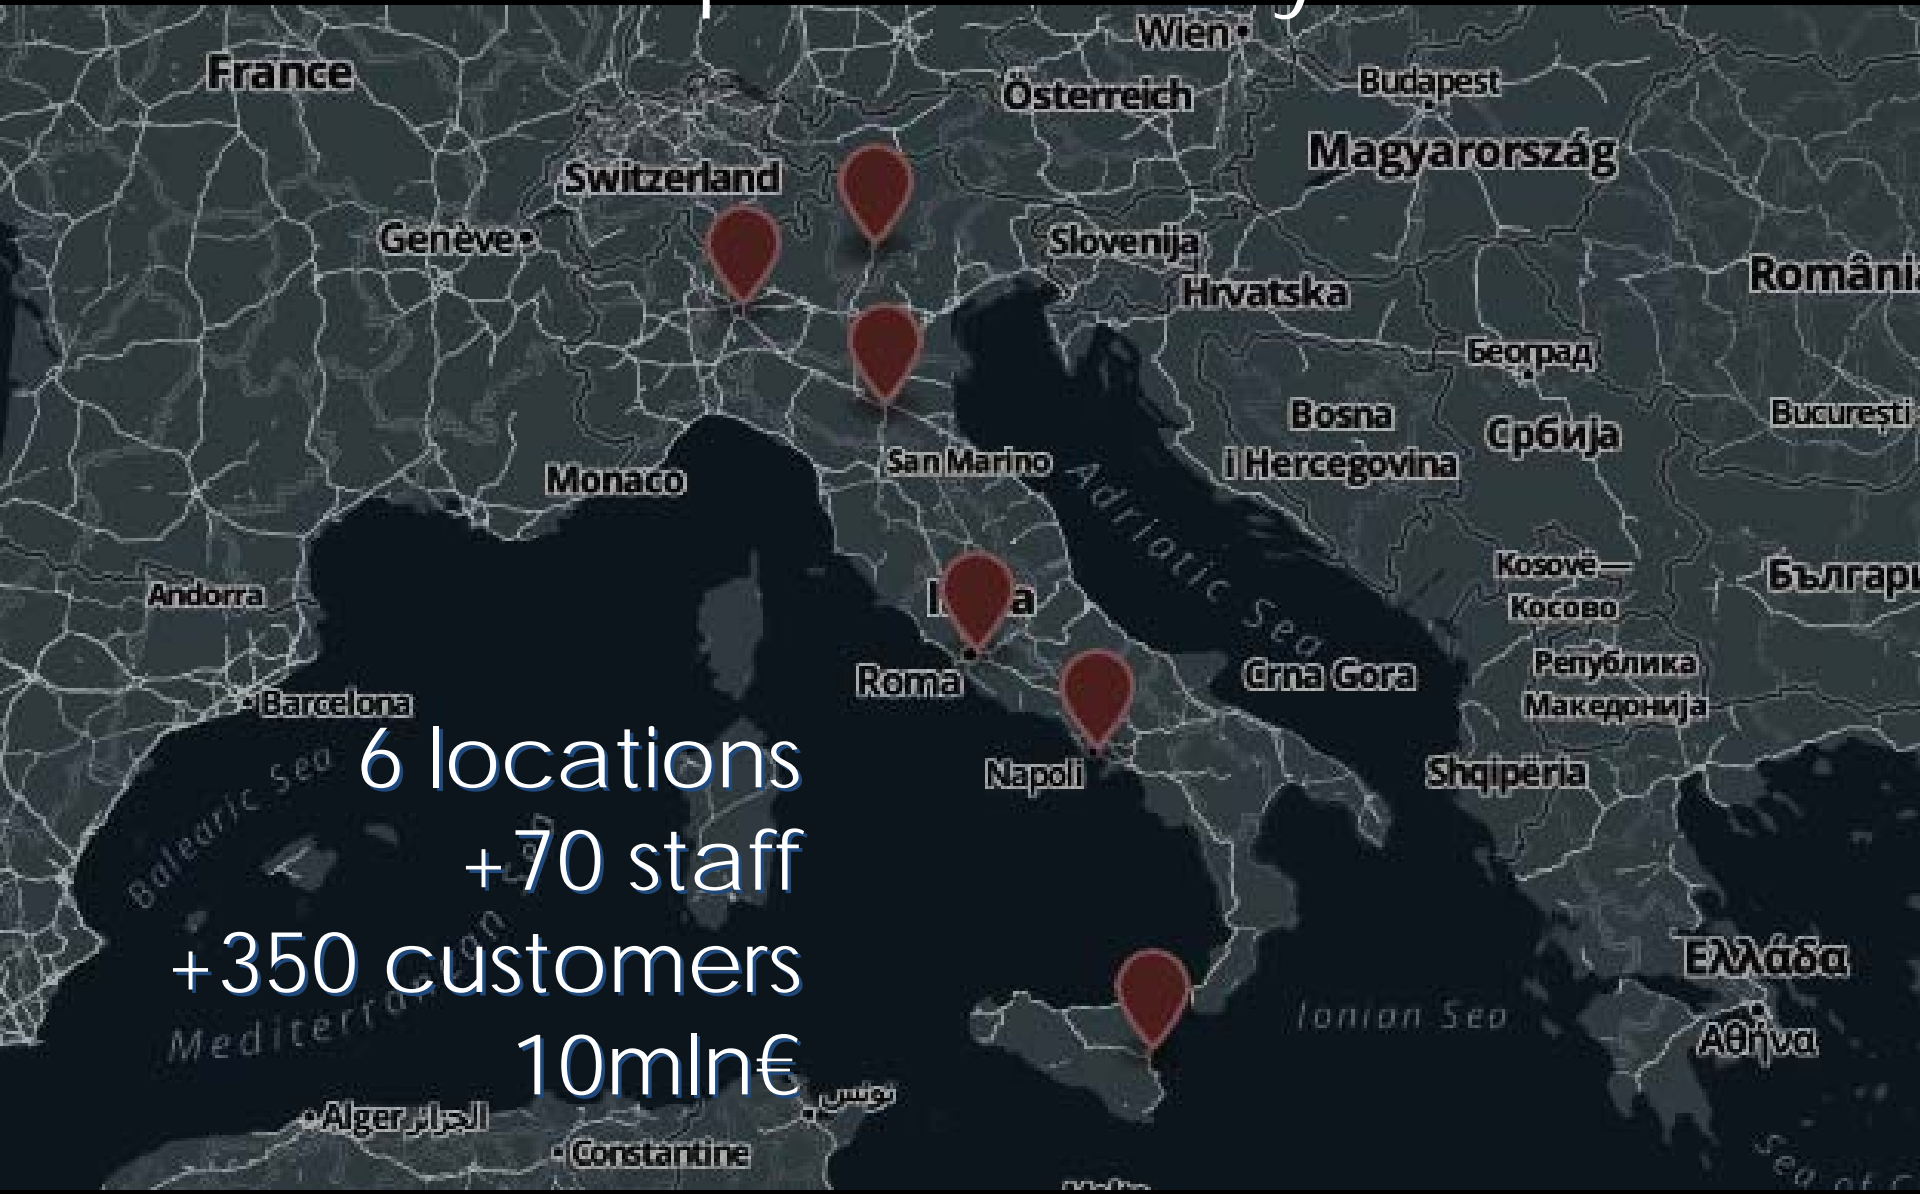 Wien
France
Budapest
Österreich
Magyarország
Switzerland
Genève
Slovenija
România
Hrvatska
Београд
Bosna
i Hercegovina
București
Србија
San Marino
Monaco
Adriatic Sea
Kosovë—
Косово
Andorra
Roma
Crna Gora
Република
Македонија
Barcelona
6 locations
Napoli
Shqipëria
Balearic Sea
+70 staff
+350 customers
Mediterranean Sea
Ελλάδα
Ionian Sea
Αθήνα
10mln€
تونس
Alger الجزائر
Constantine